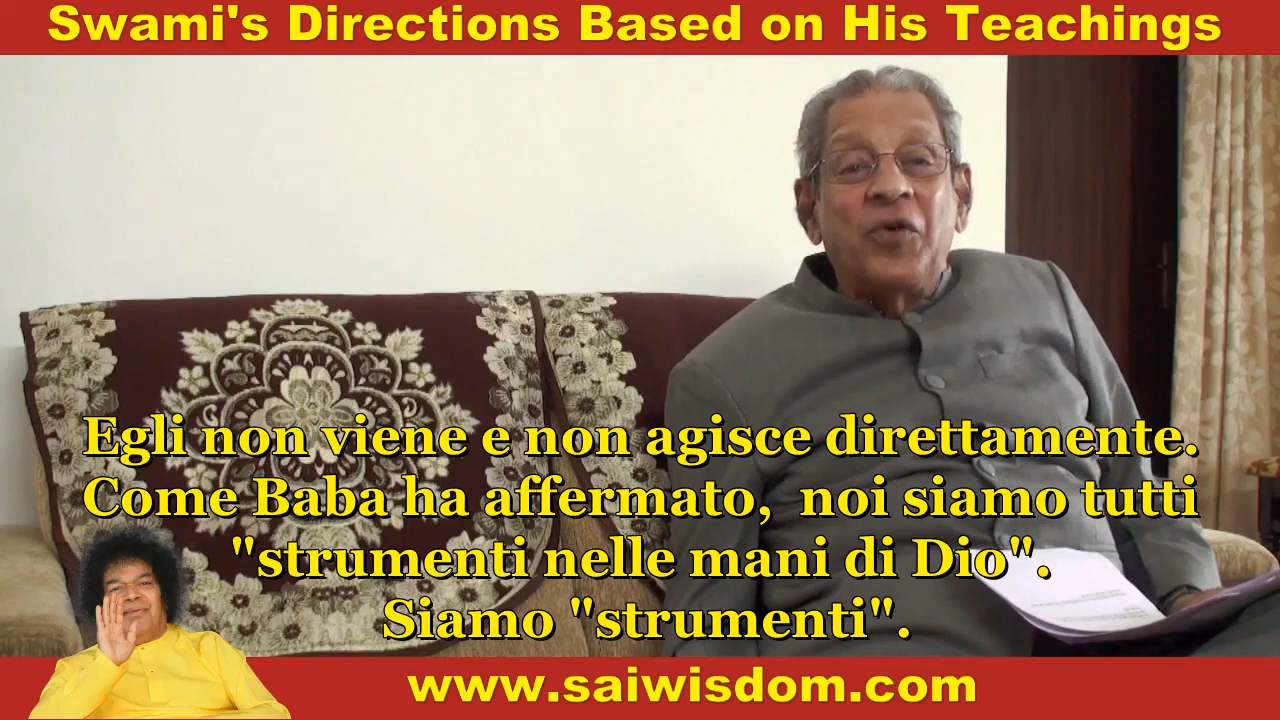 Swami's Directions Based on His Teachings
Egli non viene e non agisce direttamente.
Come Baba ha affermato, noi siamo tutti
"strumenti nelle mani di Dio".
Siamo "strumenti".
www.saiwisdom.com